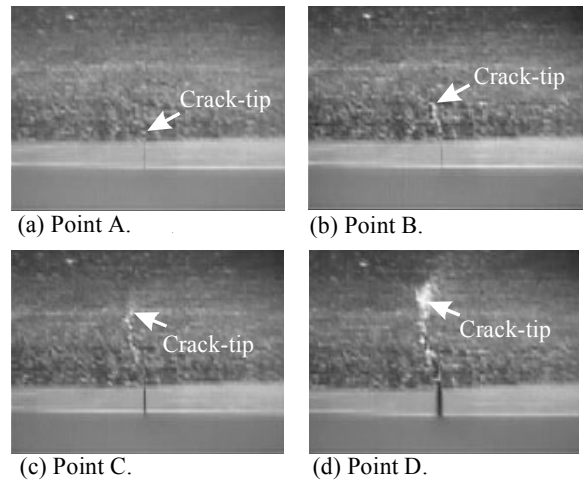 Crack-tip
Crack-tip
(a) Point A.
(b) Point B.
Crack-tip
Crack-tip
(c) Point C.
(d) Point D.